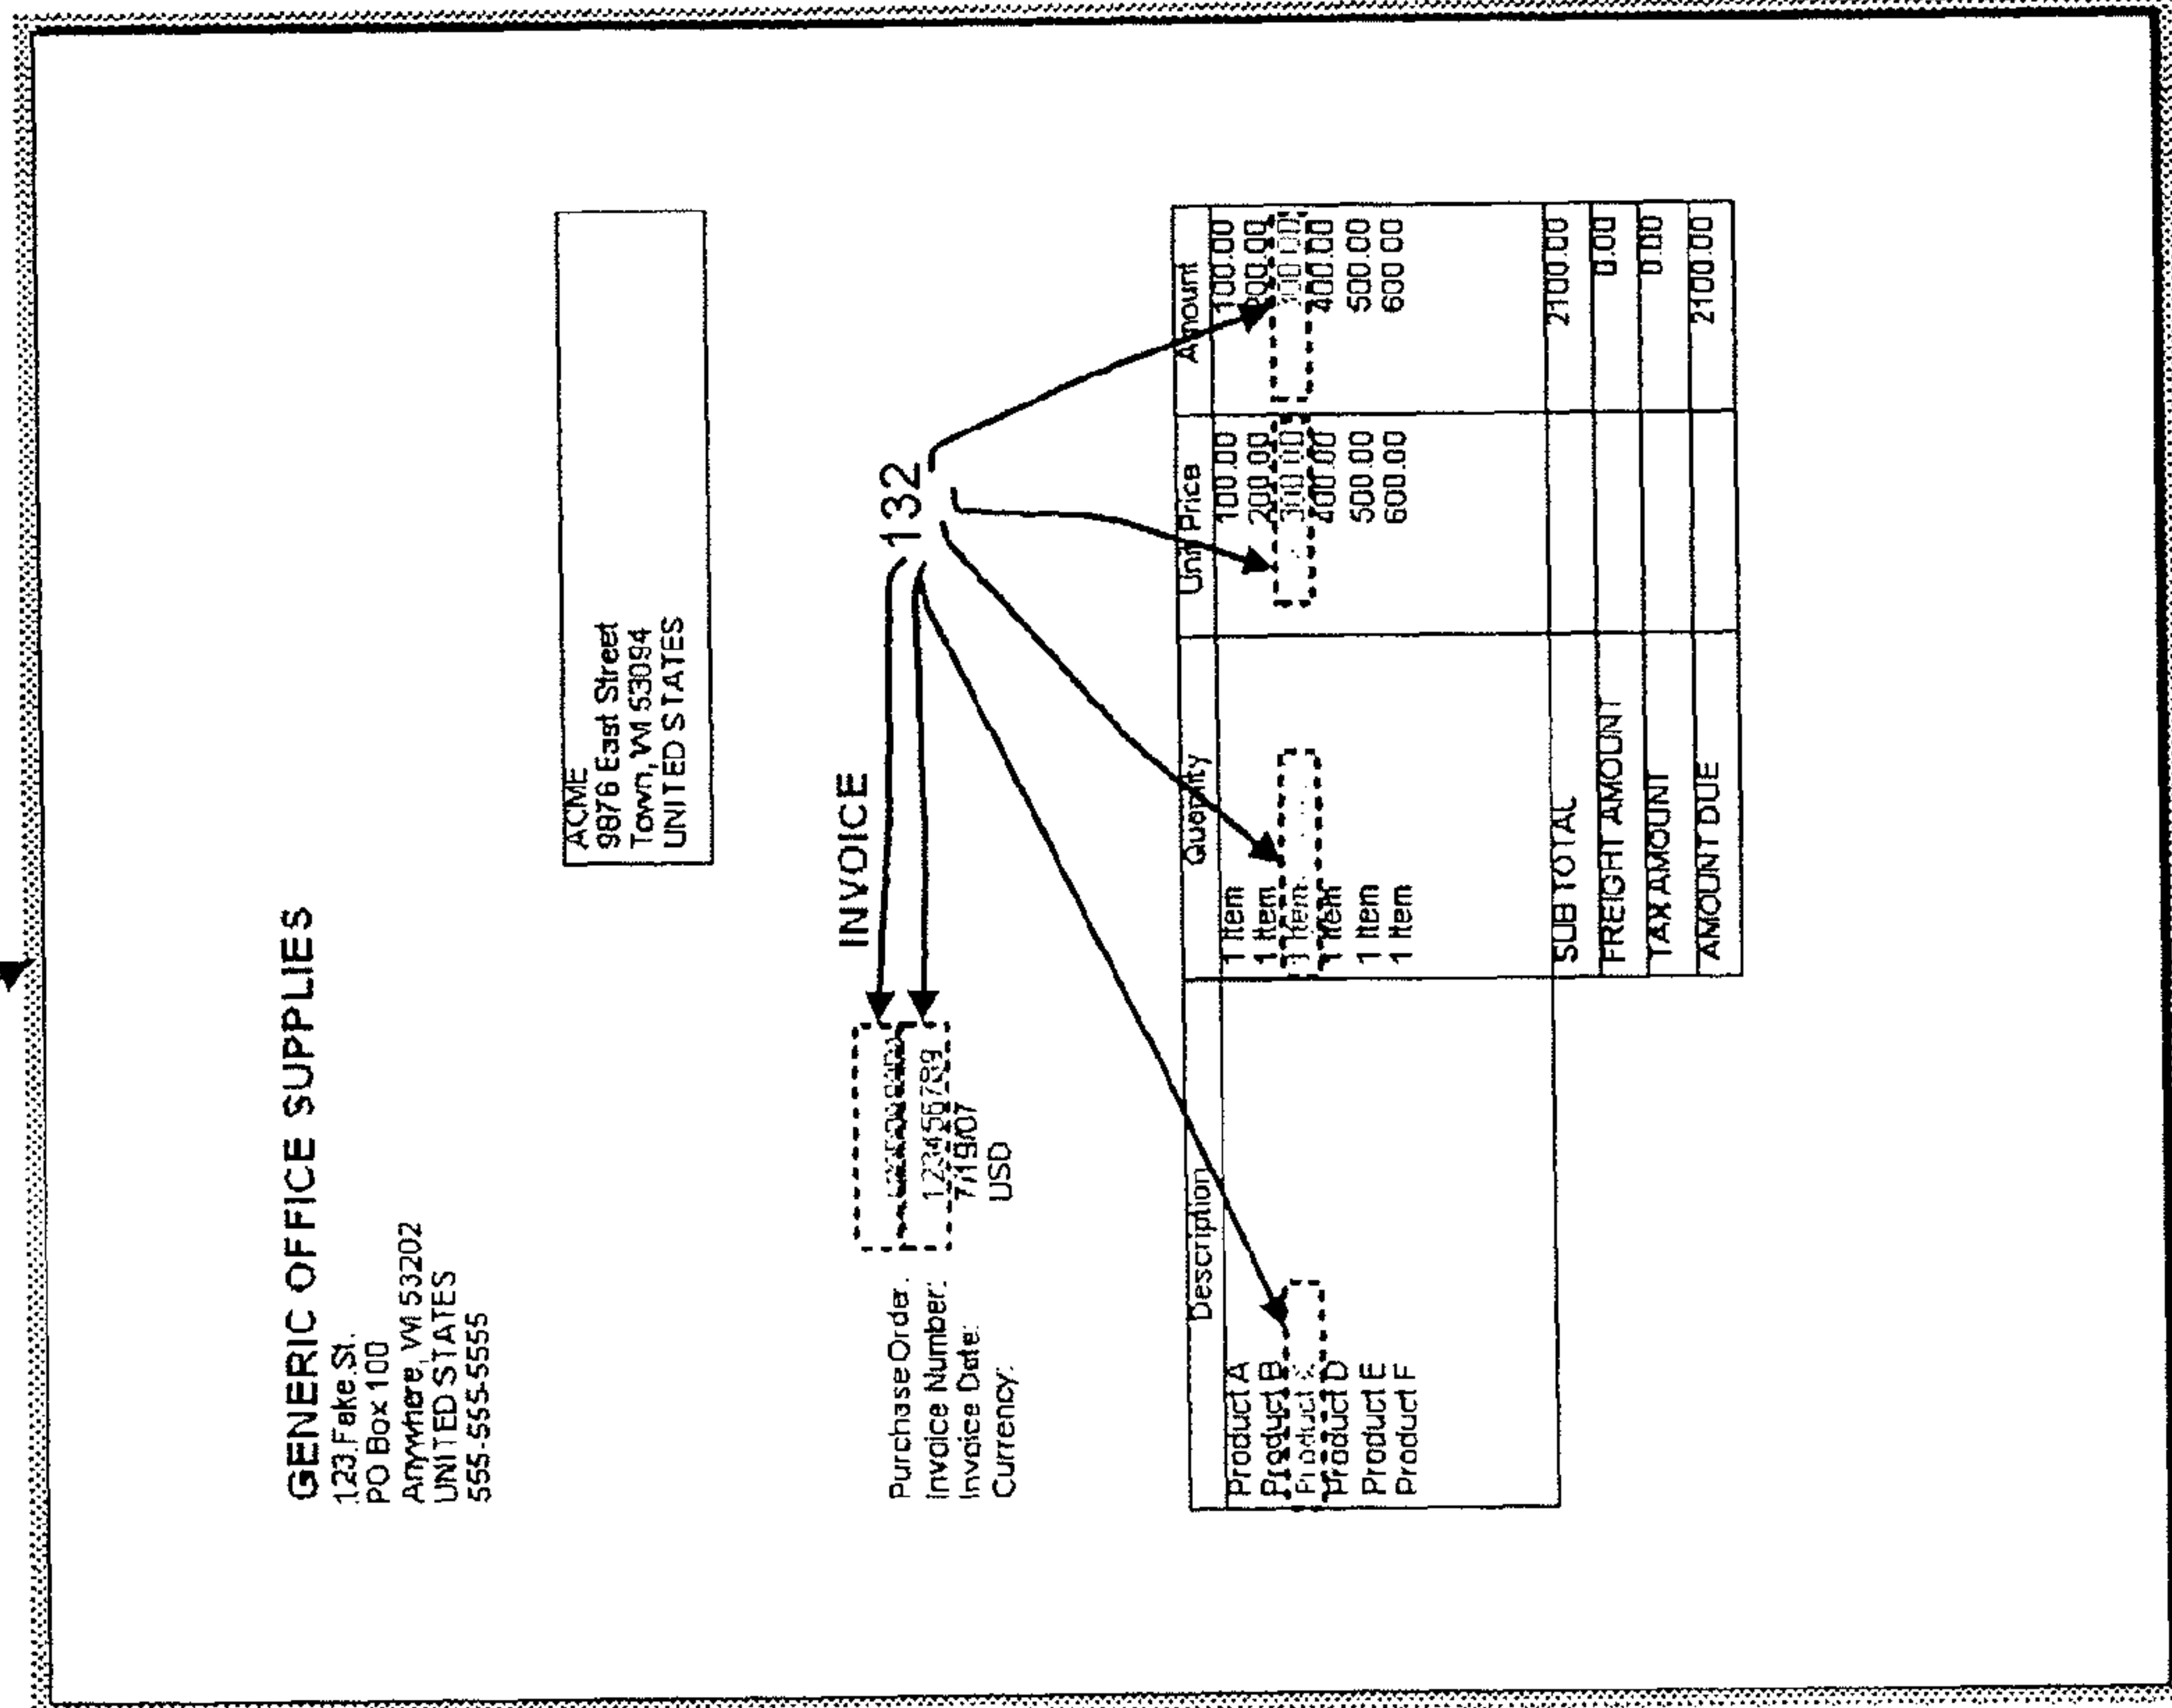 GENERIC OFFICE SUPPLIES
123 Fake St.
PO Box 100
Anywhere, WI 53202
UNITED STATES
555-555-5555
ACME
9876 East Street
Town, WI 53094
UNITED STATES
INVOICE
132
Purchase Order:
Invoice Number: 123456789
Invoice Date: 7/19/07
Currency: USD
Description Quantity Unit Price Amount
Product A 1 Item 100.00 100.00
Product B 1 Item 200.00 200.00
Product 1 Item 300.00 300.00
Product D 1 Item 400.00 400.00
Product E 1 Item 500.00 500.00
Product F 1 Item 600.00 600.00
SUBTOTAL 2100.00
FREIGHT AMOUNT 0.00
TAX AMOUNT 0.00
AMOUNT DUE 2100.00